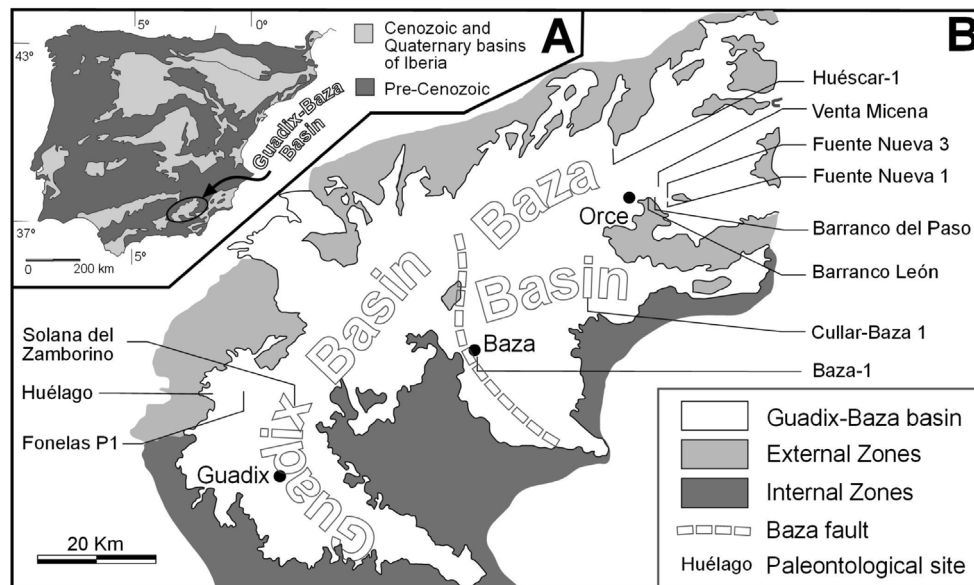 5°
0°
43°
37°
5°
Cenozoic and
Quaternary basins
of Iberia
Pre-Cenozoic
A
Guadix-Baza
Basin
0 200 km
B
Huéscar-1
Venta Micena
Fuente Nueva 3
Fuente Nueva 1
Barranco del Paso
Barranco León
Cullar-Baza 1
Baza-1
Orce
Baza
Basin
Baza
Guadix
Basin
Guadix
Solana del
Zamborino
Huélago
Fonelas P1
20 Km
Guadix-Baza basin
External Zones
Internal Zones
Baza fault
Huélago Paleontological site